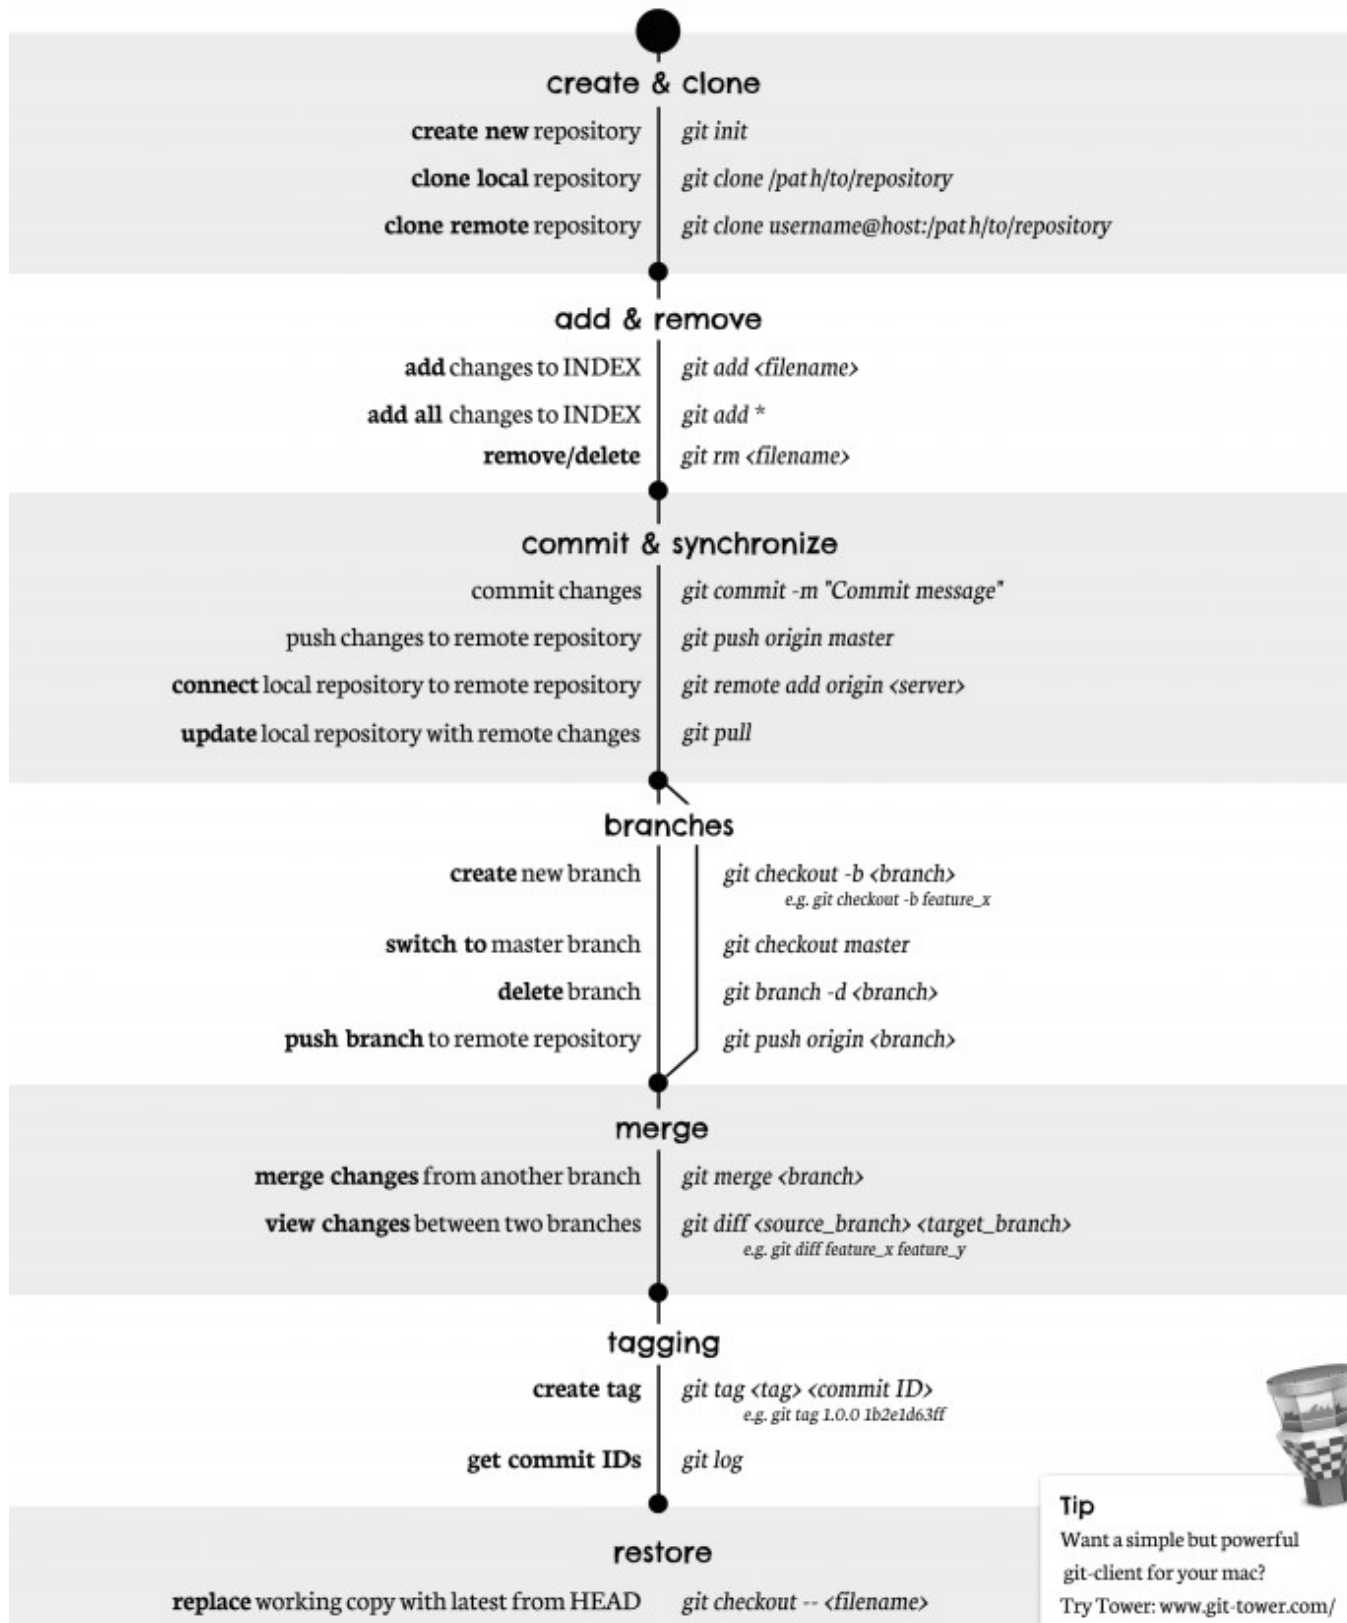 create & clone
create new repository git init
clone local repository git clone /path/to/repository
clone remote repository git clone username@host:/path/to/repository
add & remove
add changes to INDEX git add <filename>
add all changes to INDEX git add *
remove/delete git rm <filename>
commit & synchronize
commit changes git commit -m "Commit message"
push changes to remote repository git push origin master
connect local repository to remote repository git remote add origin <server>
update local repository with remote changes git pull
branches
create new branch git checkout -b <branch>
e.g. git checkout -b feature_x
switch to master branch git checkout master
delete branch git branch -d <branch>
push branch to remote repository git push origin <branch>
merge
merge changes from another branch git merge <branch>
view changes between two branches git diff <source_branch> <target_branch>
e.g. git diff feature_x feature_y
tagging
create tag git tag <tag> <commit ID>
e.g. git tag 1.0.0 1b2e1d63ff
get commit IDs git log
restore
replace working copy with latest from HEAD git checkout -- <filename>
Tip
Want a simple but powerful
git-client for your mac?
Try Tower: www.git-tower.com/